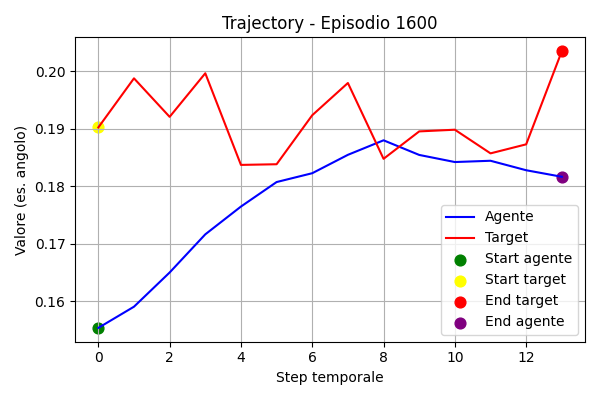 Trajectory - Episodio 1600
Valore (es. angolo)
0.20
0.19
0.18
0.17
0.16
Agente
Target
Start agente
Start target
End target
End agente
0 2 4 6 8 10 12
Step temporale